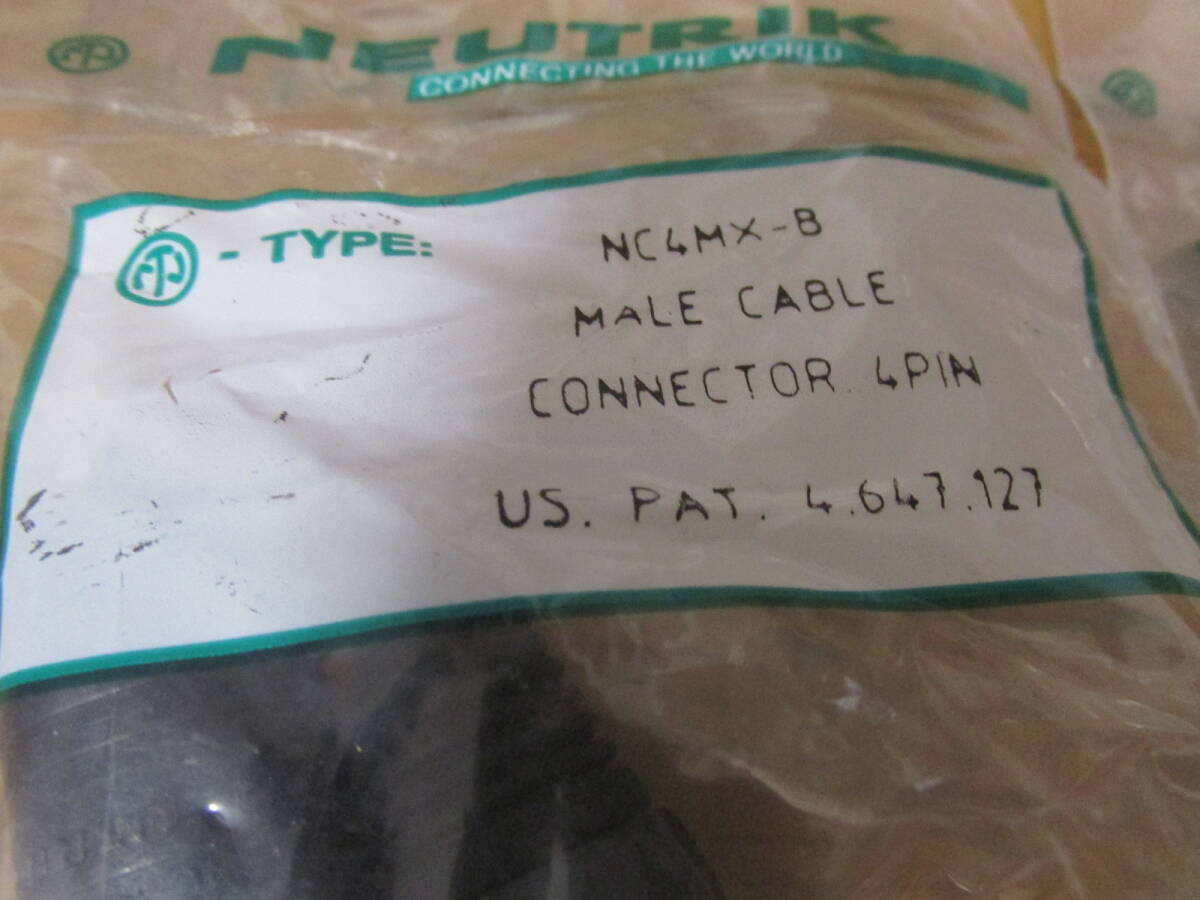 NEUTRIK
CONNECTING THE WORLD
- TYPE: NC4MX-B
MALE CABLE
CONNECTOR 4PIN
US. PAT. 4.647.127